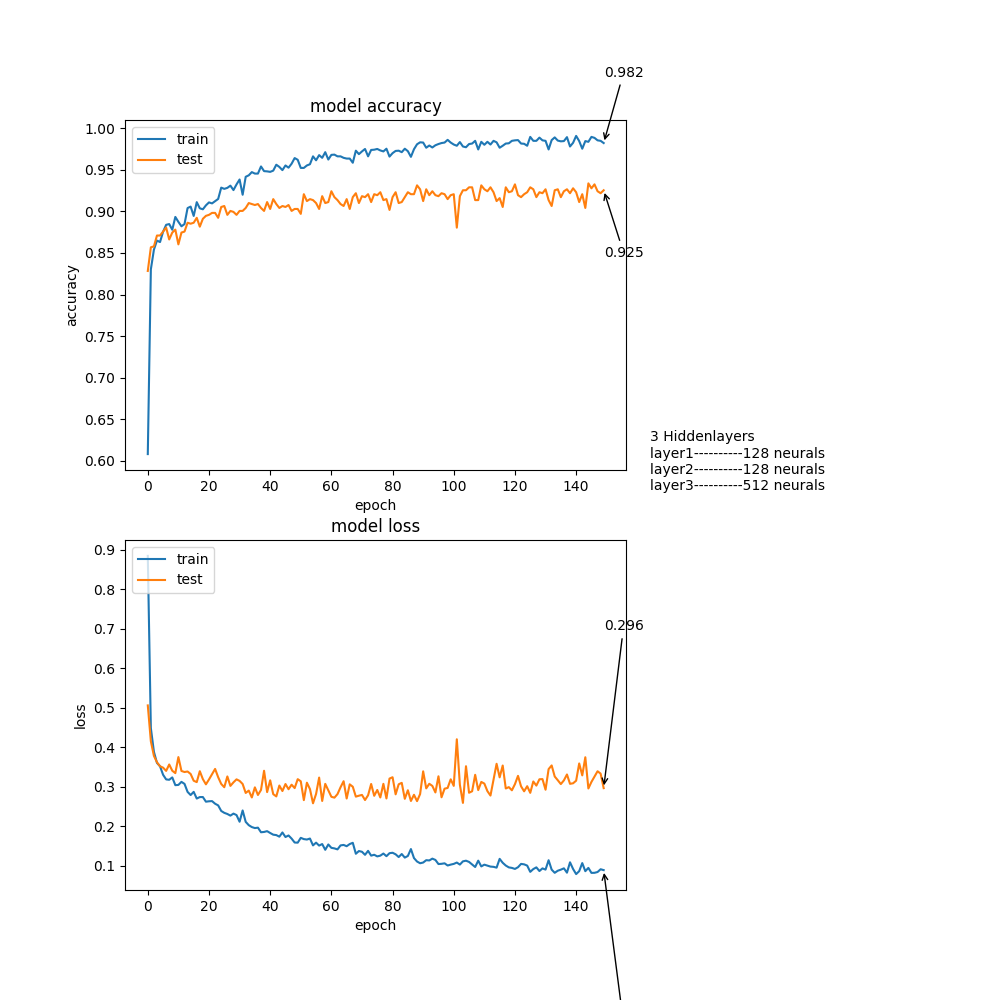 0.982
model accuracy
train
test
1.00
0.95
0.90
0.85
0.80
0.75
0.70
0.65
0.60
accuracy
0.925
0 20 40 60 80 100 120 140
epoch
3 Hiddenlayers
layer1----------128 neurals
layer2----------128 neurals
layer3----------512 neurals
model loss
train
test
0.9
0.8
0.7
0.6
0.5
0.4
0.3
0.2
0.1
loss
0.296
0 20 40 60 80 100 120 140
epoch